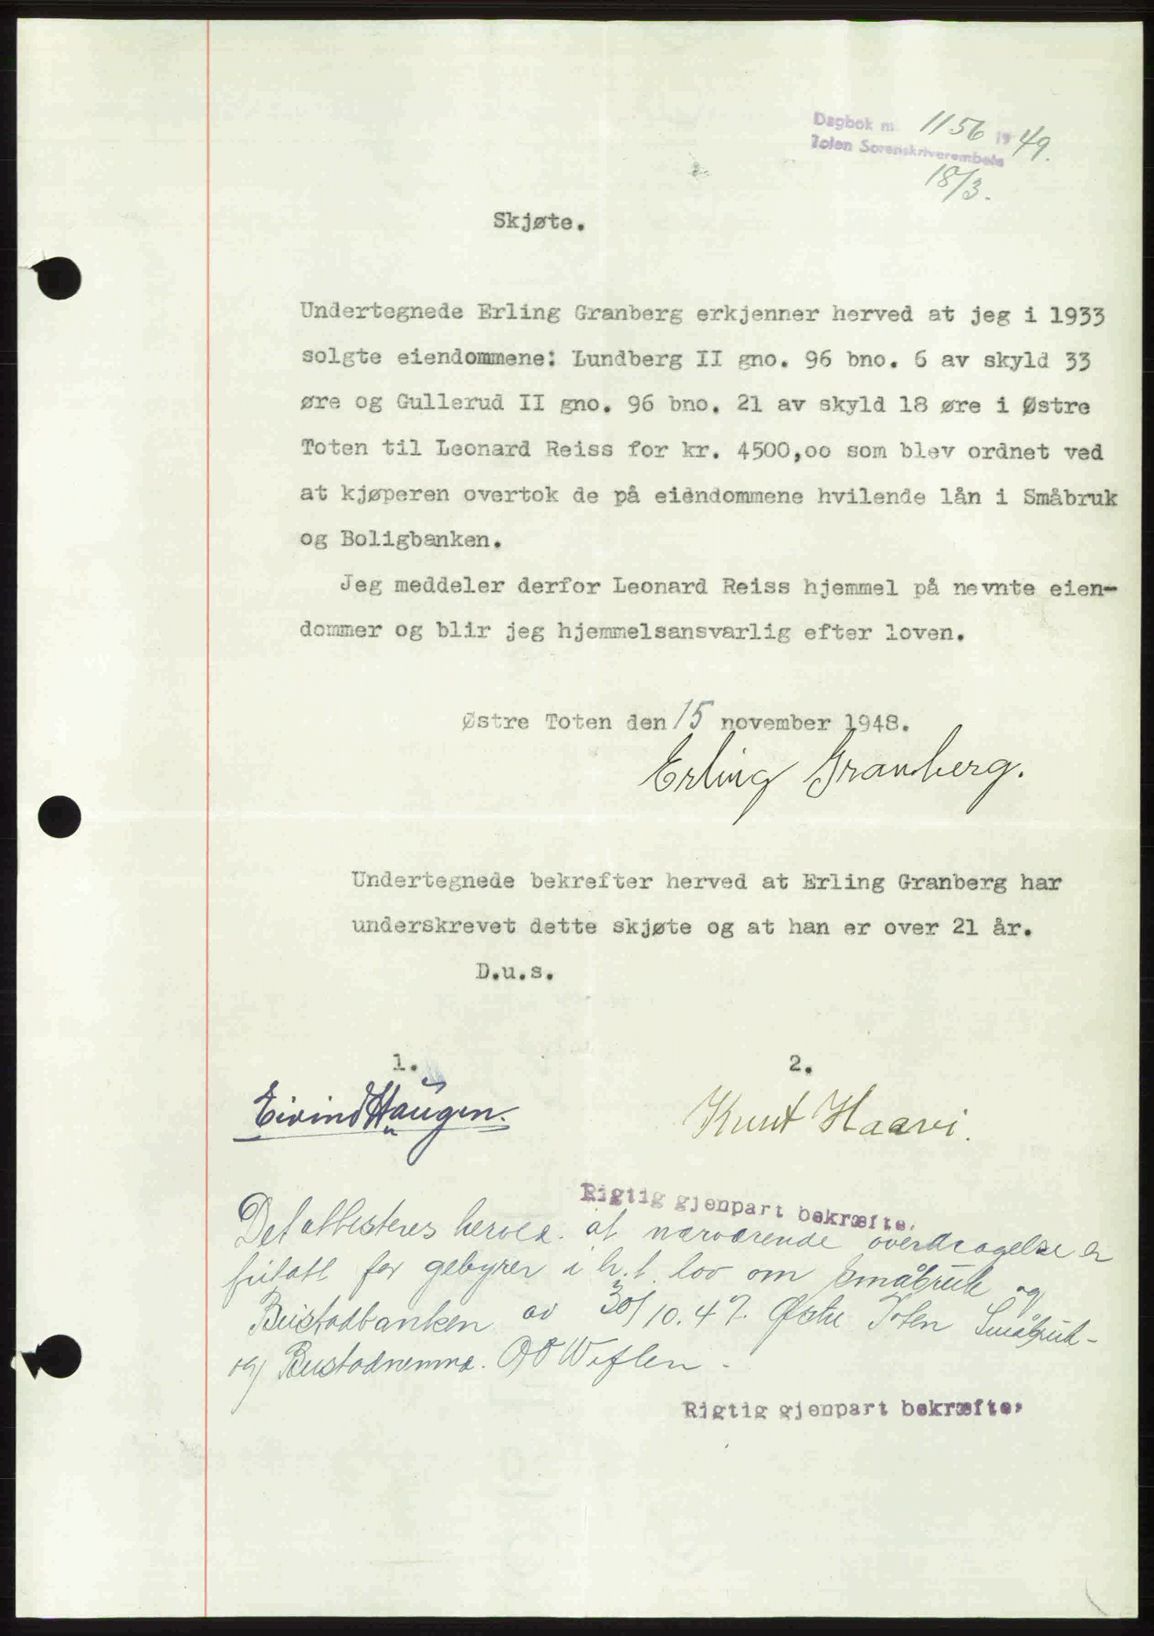 Dagbok nr. 1156 1949.
Toten Sorenskriverembete
18/3.
Skjøte.
Undertegnede Erling Granberg erkjenner herved at jeg i 1933
solgte eiendommene: Lundberg II gno. 96 bno. 6 av skyld 33
øre og Gullerud II gno. 96 bno. 21 av skyld 18 øre i Østre
Toten til Leonard Reiss for kr. 4500,oo som blev ordnet ved
at kjøperen overtok de på eiendommene hvilende lån i Småbruk
og Boligbanken.
Jeg meddeler derfor Leonard Reiss hjemmel på nevnte eien-
dommer og blir jeg hjemmelsansvarlig efter loven.
Østre Toten den 15 november 1948.
Erling Granberg.
Undertegnede bekrefter herved at Erling Granberg har
underskrevet dette skjøte og at han er over 21 år.
D.u.s.
1. 2.
Eivind Haugen. Knut Haavi.
Rigtig gjenpart bekræftes
Det attesteres herved at nærværende overdragelse er
fritatt for gebyrer i h.t. lov om Småbruk og
Bustadbanken av 30/10.47. Østre Toten Småbruk-
og Bustadnemnd.
Rigtig gjenpart bekræftes